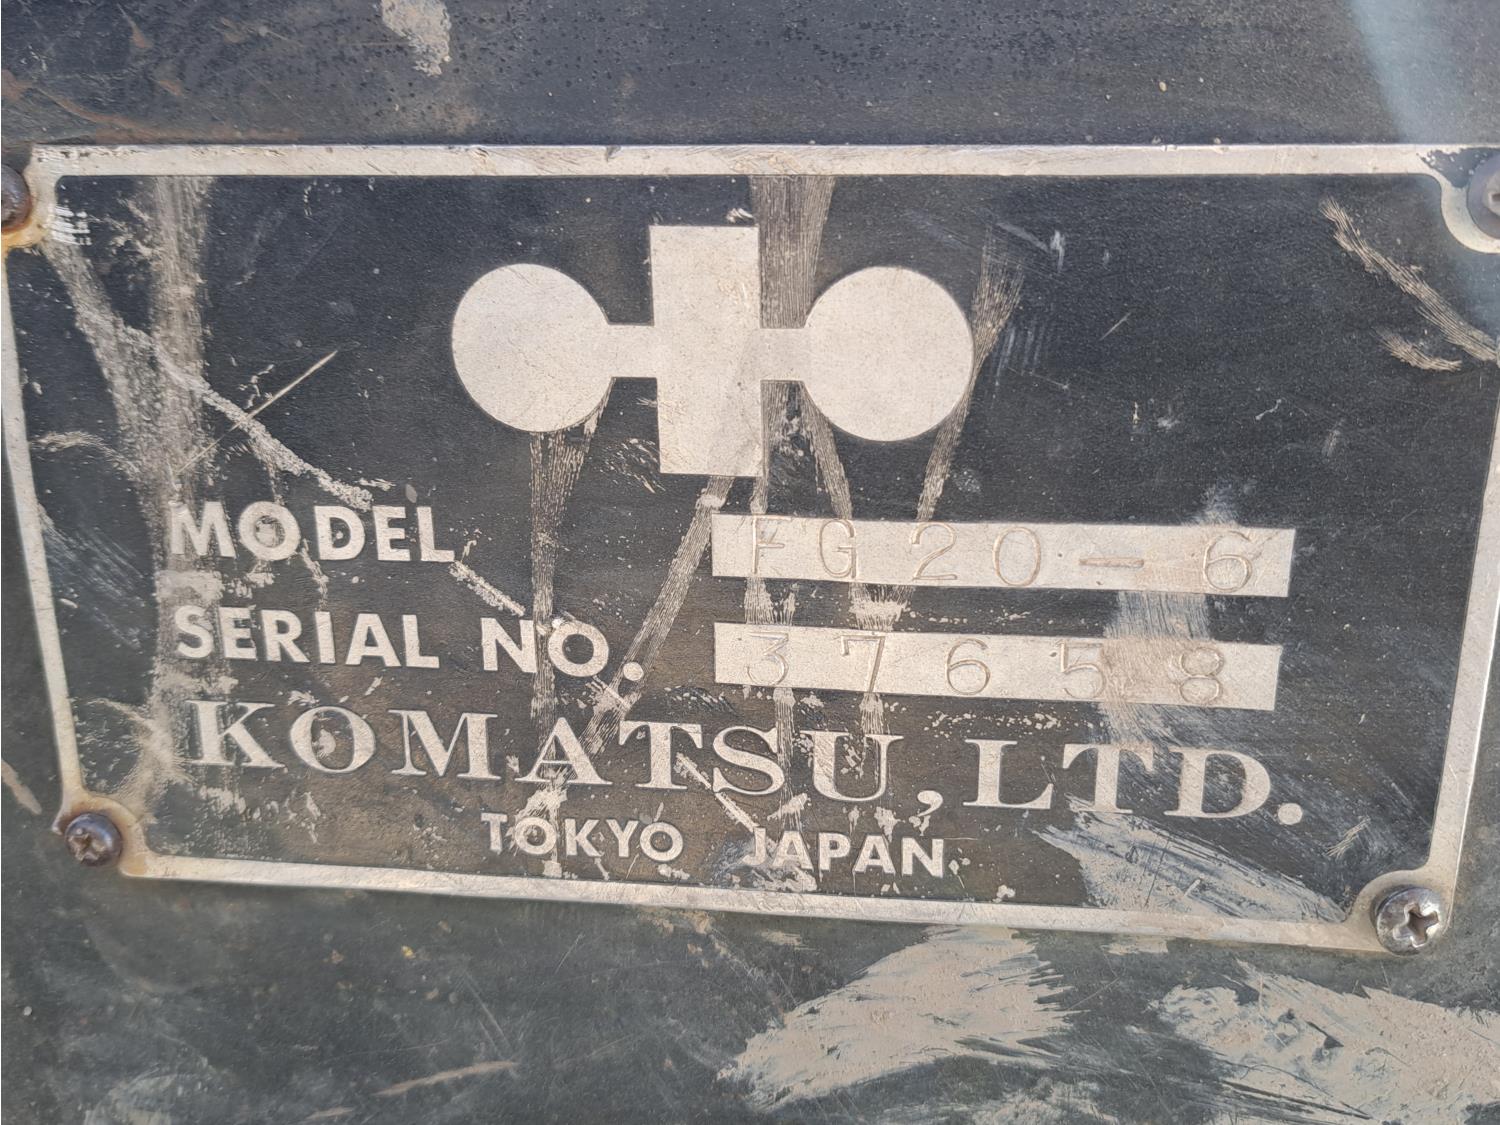 MODEL FG20-6
SERIAL NO. 37658
KOMATSU, LTD.
TOKYO JAPAN